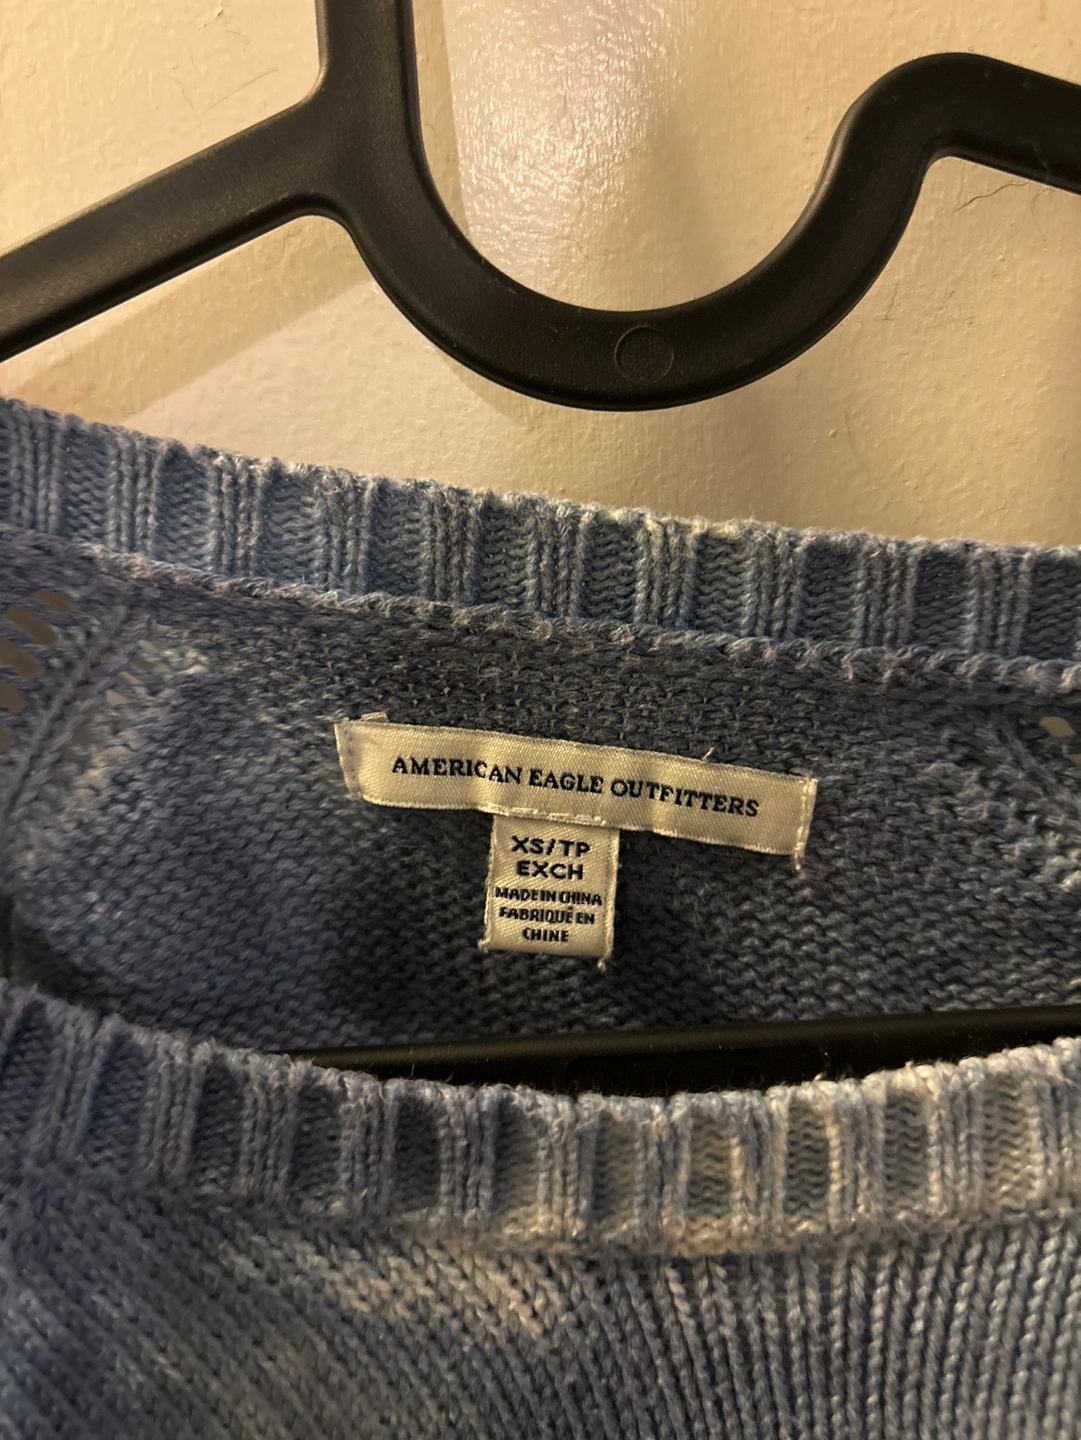 AMERICAN EAGLE OUTFITTERS
XS/TP
EXCH
MADE IN CHINA
FABRIQUÉ EN
CHINE